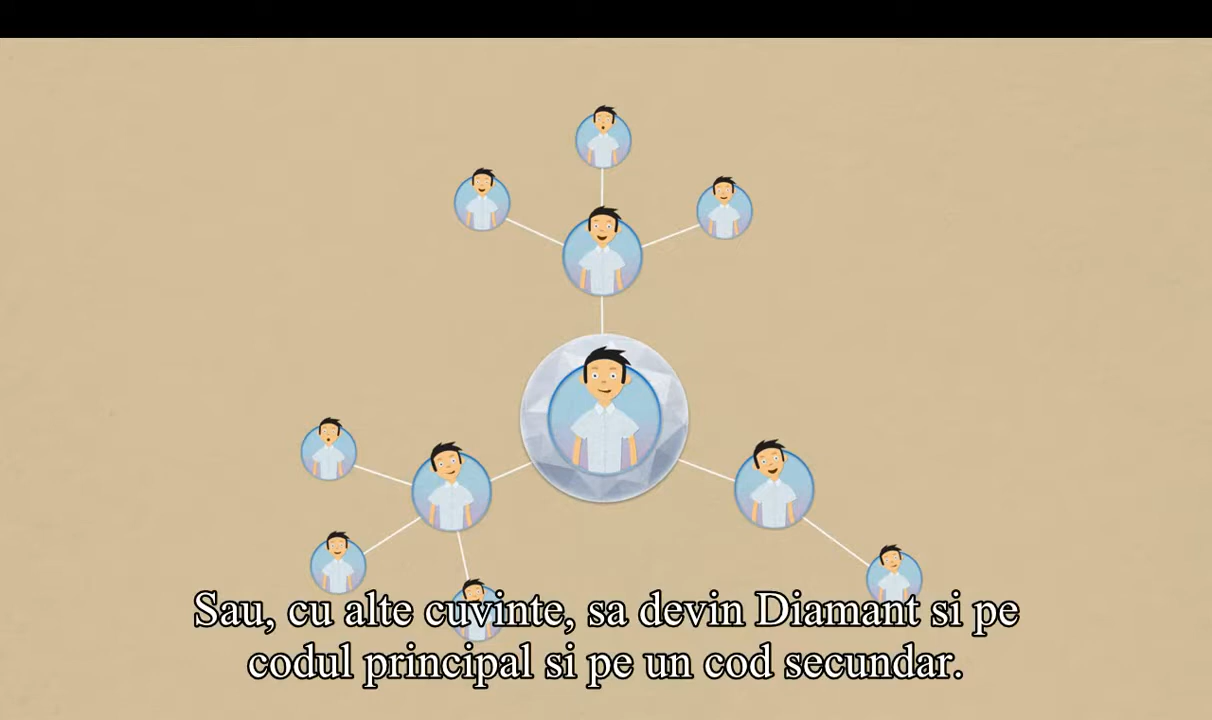 Sau, cu alte cuvinte, sa devin Diamant si pe
codul principal si pe un cod secundar.